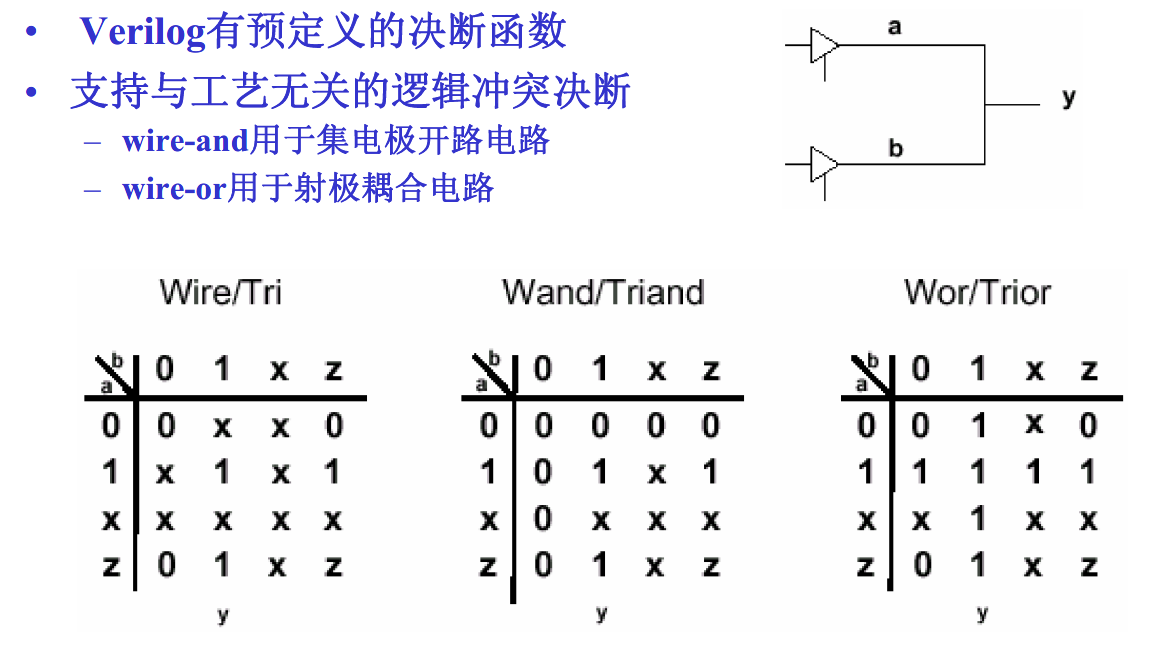 • Verilog有预定义的决断函数
• 支持与工艺无关的逻辑冲突决断
– wire-and用于集电极开路电路
– wire-or用于射极耦合电路
a
y
b
Wire/Tri
b
a 0 1 x z
0 0 x x 0
1 x 1 x 1
x x x x x
z 0 1 x z
y
Wand/Triand
b
a 0 1 x z
0 0 0 0 0
1 0 1 x 1
x 0 x x x
z 0 1 x z
y
Wor/Trior
b
a 0 1 x z
0 0 1 x 0
1 1 1 1 1
x x 1 x x
z 0 1 x z
y